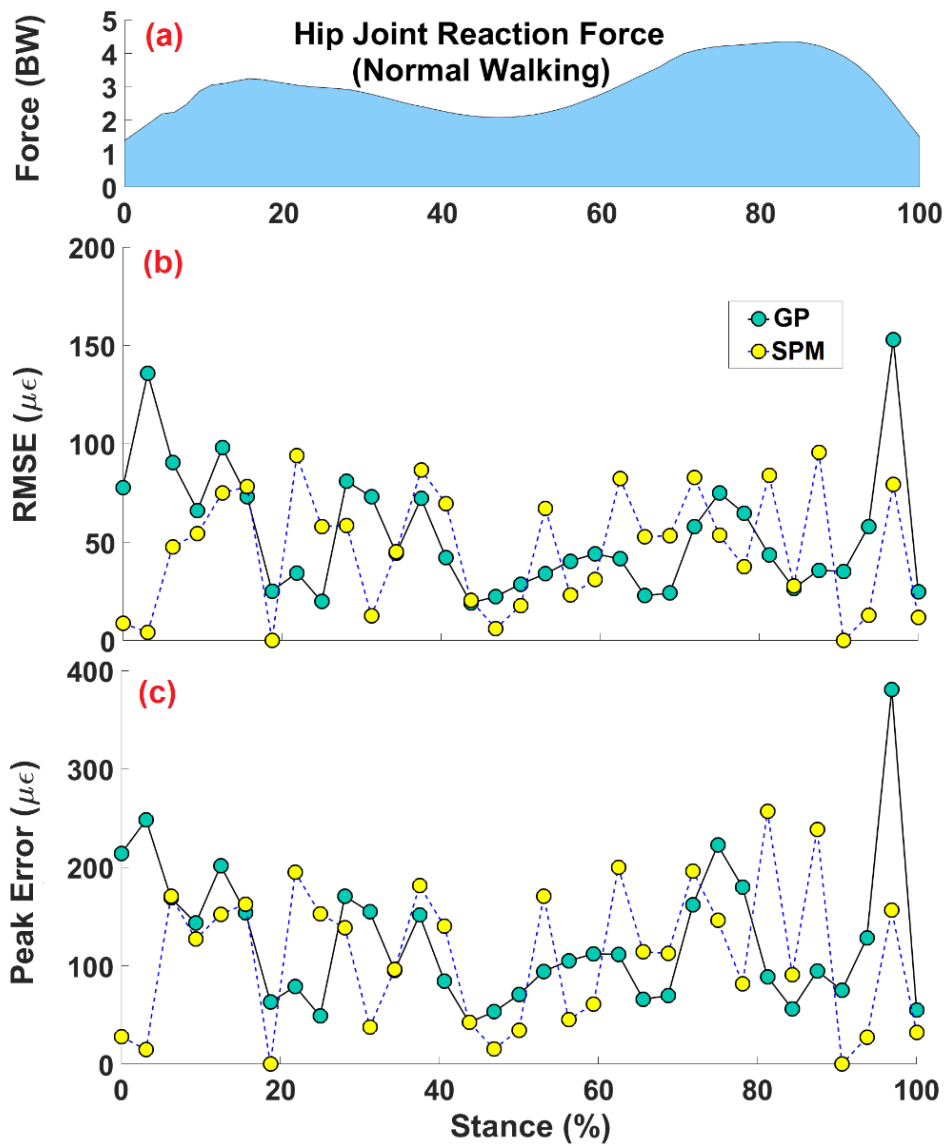 (a)
Hip Joint Reaction Force
(Normal Walking)
Force (BW)
5
4
3
2
1
0
0 20 40 60 80 100
(b)
RMSE (με)
200
150
100
50
0
GP
SPM
(c)
Peak Error (με)
400
300
200
100
0
0 20 40 60 80 100
Stance (%)